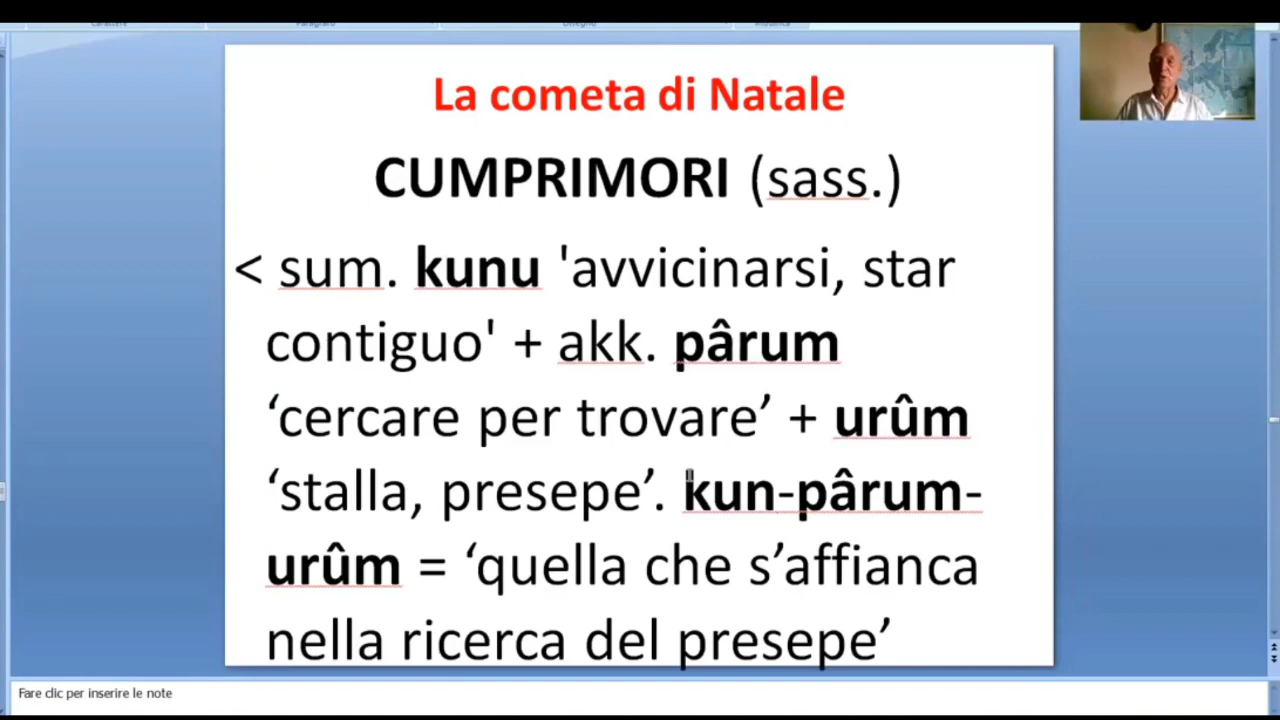 La cometa di Natale
CUMPRIMORI (sass.)
< sum. kunu 'avvicinarsi, star
contiguo' + akk. pârum
‘cercare per trovare’ + urûm
‘stalla, presepe’. kun-pârum-
urûm = ‘quella che s’affianca
nella ricerca del presepe’
Fare clic per inserire le note